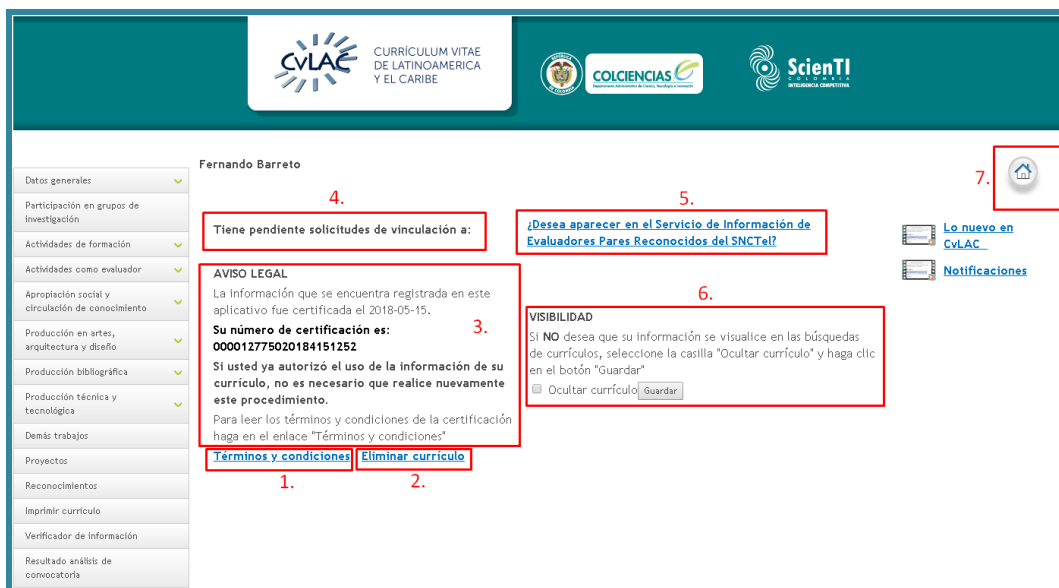 CvLAC
CURRÍCULUM VITAE
DE LATINOAMERICA
Y EL CARIBE
COLCIENCIAS
Departamento Administrativo de Ciencia, Tecnología e Innovación
ScienTI
COLOMBIA
INTELIGENCIA COMPETITIVA
Fernando Barreto
Datos generales
Participación en grupos de
investigación
Actividades de formación
Actividades como evaluador
Apropiación social y
circulación de conocimiento
Producción en artes,
arquitectura y diseño
Producción bibliográfica
Producción técnica y
tecnológica
Demás trabajos
Proyectos
Reconocimientos
Imprimir currículo
Verificador de información
Resultado análisis de
convocatoria
4.
Tiene pendiente solicitudes de vinculación a:
5.
¿Desea aparecer en el Servicio de Información de
Evaluadores Pares Reconocidos del SNCTeI?
7.
Lo nuevo en
CvLAC
Notificaciones
AVISO LEGAL
La información que se encuentra registrada en este
aplicativo fue certificada el 2018-05-15.
Su número de certificación es:
000012775020184151252
3.
Si usted ya autorizó el uso de la información de su
currículo, no es necesario que realice nuevamente
este procedimiento.
Para leer los términos y condiciones de la certificación
haga en el enlace "Términos y condiciones"
Términos y condiciones
Eliminar currículo
1.
2.
6.
VISIBILIDAD
Si NO desea que su información se visualice en las búsquedas
de currículos, seleccione la casilla "Ocultar currículo" y haga clic
en el botón "Guardar"
Ocultar currículo Guardar